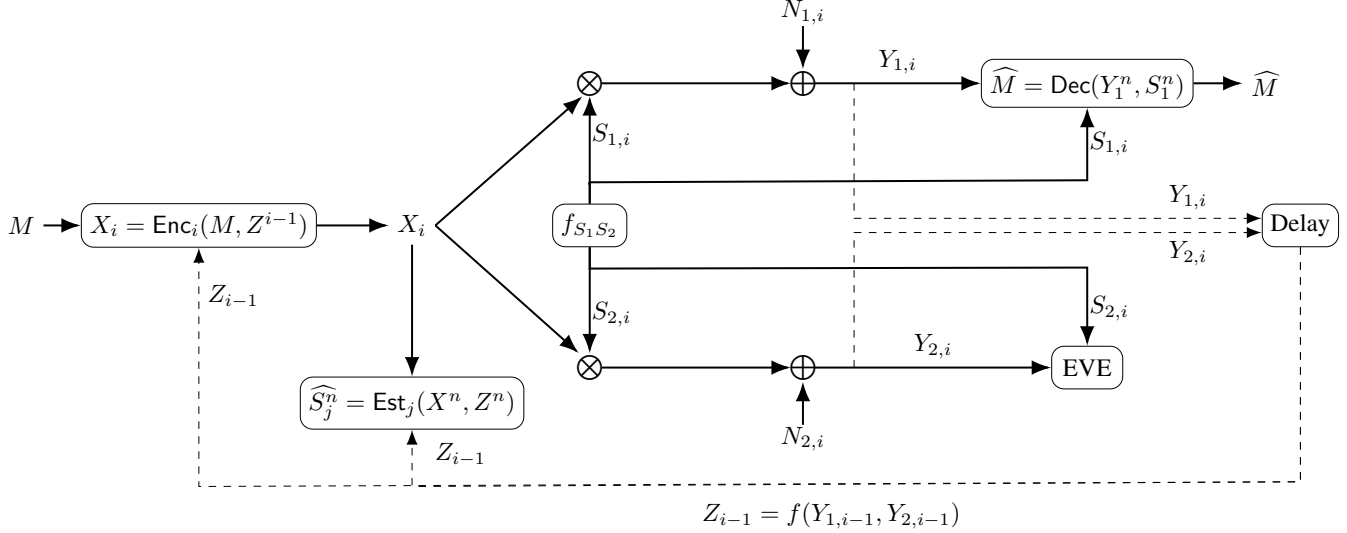 N_{1,i}
Y_{1,i}
\widehat{M} = Dec(Y_1^n, S_1^n)
\widehat{M}
S_{1,i}
S_{1,i}
M
X_i = Enc_i(M, Z^{i-1})
X_i
f_{S_1S_2}
Y_{1,i}
Delay
Y_{2,i}
Z_{i-1}
S_{2,i}
S_{2,i}
Y_{2,i}
EVE
\widehat{S_j^n} = Est_j(X^n, Z^n)
N_{2,i}
Z_{i-1}
Z_{i-1} = f(Y_{1,i-1}, Y_{2,i-1})